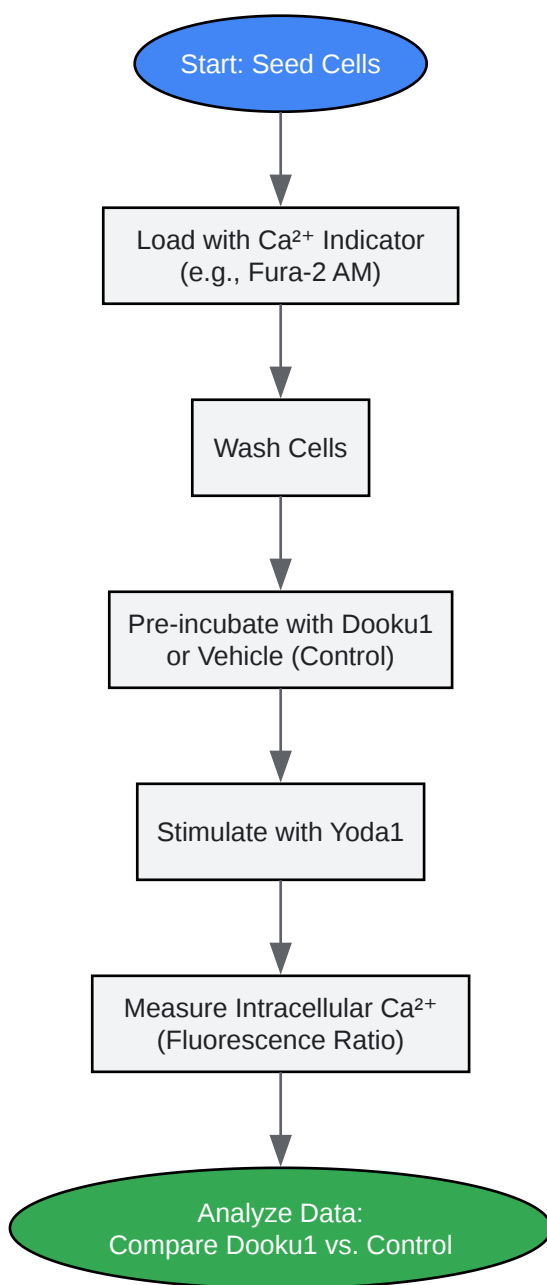 Start: Seed Cells
Load with Ca²⁺ Indicator
(e.g., Fura-2 AM)
Wash Cells
Pre-incubate with Dooku1
or Vehicle (Control)
Stimulate with Yoda1
Measure Intracellular Ca²⁺
(Fluorescence Ratio)
Analyze Data:
Compare Dooku1 vs. Control